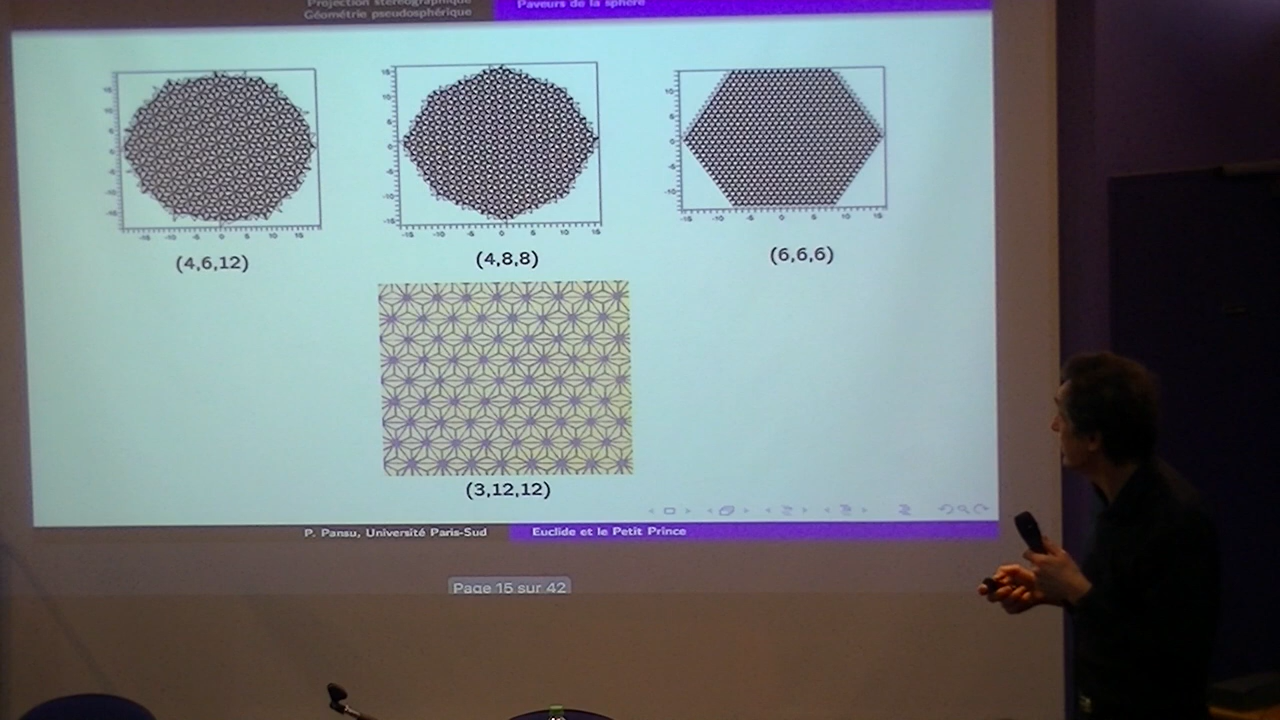 Projection stéréographique
Géométrie pseudosphérique
Paveurs de la sphère
(4,6,12)
(4,8,8)
(6,6,6)
(3,12,12)
P. Pansu, Université Paris-Sud
Euclide et le Petit Prince
Page 15 sur 42